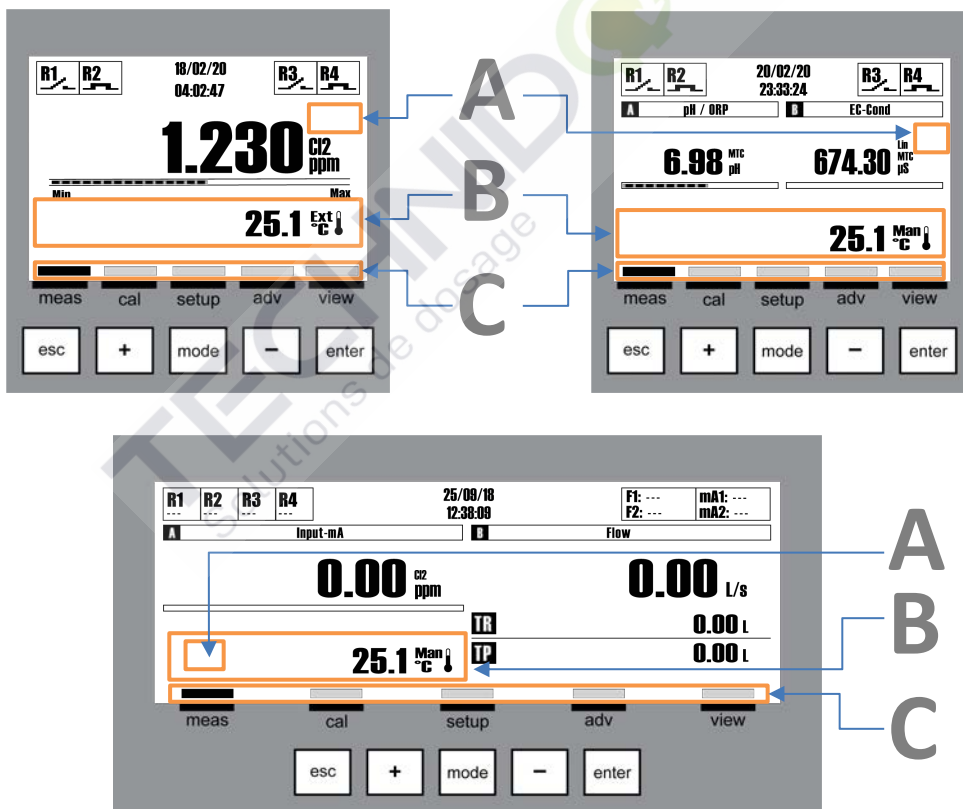 R1 R2 18/02/20 R3 R4
04:02:47
1.230 Cl2 ppm
Min Max
25.1 Ext °C
meas cal setup adv view
esc + mode − enter
A
B
C
R1 R2 20/02/20 R3 R4
23:33:24
A pH / ORP B EC-Cond
6.98 MTC pH 674.30 Lin MTC µS
25.1 Man °C
meas cal setup adv view
esc + mode − enter
TECHNID
Solutions de dosage
R1 R2 R3 R4 25/09/18 F1: --- mA1: ---
--- --- --- --- 12:38:09 F2: --- mA2: ---
A Input-mA B Flow
0.00 Cl2 ppm 0.00 L/s
TR 0.00 L
25.1 Man °C TP 0.00 L
meas cal setup adv view
esc + mode − enter
A
B
C